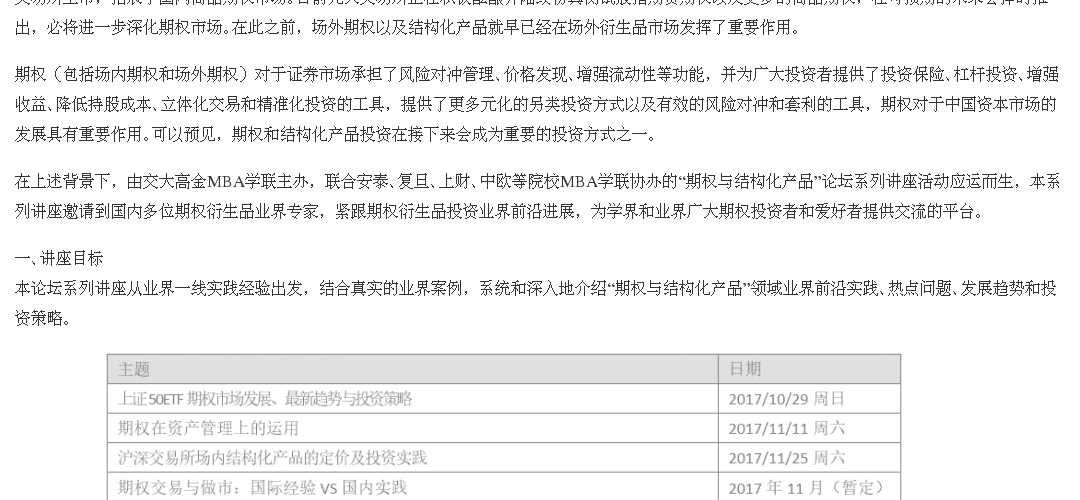 出，必将进一步深化期权市场。在此之前，场外期权以及结构化产品就早已经在场外衍生品市场发挥了重要作用。
期权（包括场内期权和场外期权）对于证券市场承担了风险对冲管理、价格发现、增强流动性等功能，并为广大投资者提供了投资保险、杠杆投资、增强
收益、降低持股成本、立体化交易和精准化投资的工具，提供了更多元化的另类投资方式以及有效的风险对冲和套利的工具，期权对于中国资本市场的
发展具有重要作用。可以预见，期权和结构化产品投资在接下来会成为重要的投资方式之一。
在上述背景下，由交大高金MBA学联主办，联合安泰、复旦、上财、中欧等院校MBA学联协办的“期权与结构化产品”论坛系列讲座活动应运而生，本系
列讲座邀请到国内多位期权衍生品业界专家，紧跟期权衍生品投资业界前沿进展，为学界和业界广大期权投资者和爱好者提供交流的平台。
一、讲座目标
本论坛系列讲座从业界一线实践经验出发，结合真实的业界案例，系统和深入地介绍“期权与结构化产品”领域业界前沿实践、热点问题、发展趋势和投
资策略。
主题 日期
上证50ETF 期权市场发展、最新趋势与投资策略 2017/10/29 周日
期权在资产管理上的运用 2017/11/11 周六
沪深交易所场内结构化产品的定价及投资实践 2017/11/25 周六
期权交易与做市：国际经验 VS 国内实践 2017 年 11 月（暂定）